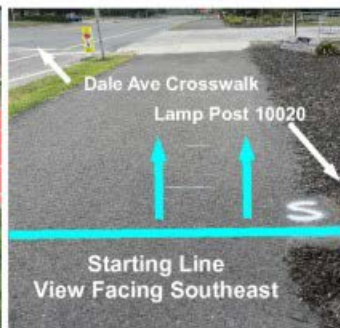 Dale Ave Crosswalk
Lamp Post 10020
S
Starting Line
View Facing Southeast